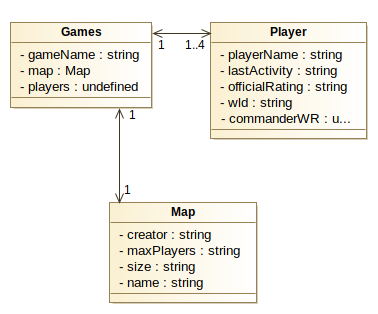 Games
- gameName : string
- map : Map
- players : undefined
1
1..4
Player
- playerName : string
- lastActivity : string
- officialRating : string
- wld : string
- commanderWR : u...
1
1
Map
- creator : string
- maxPlayers : string
- size : string
- name : string